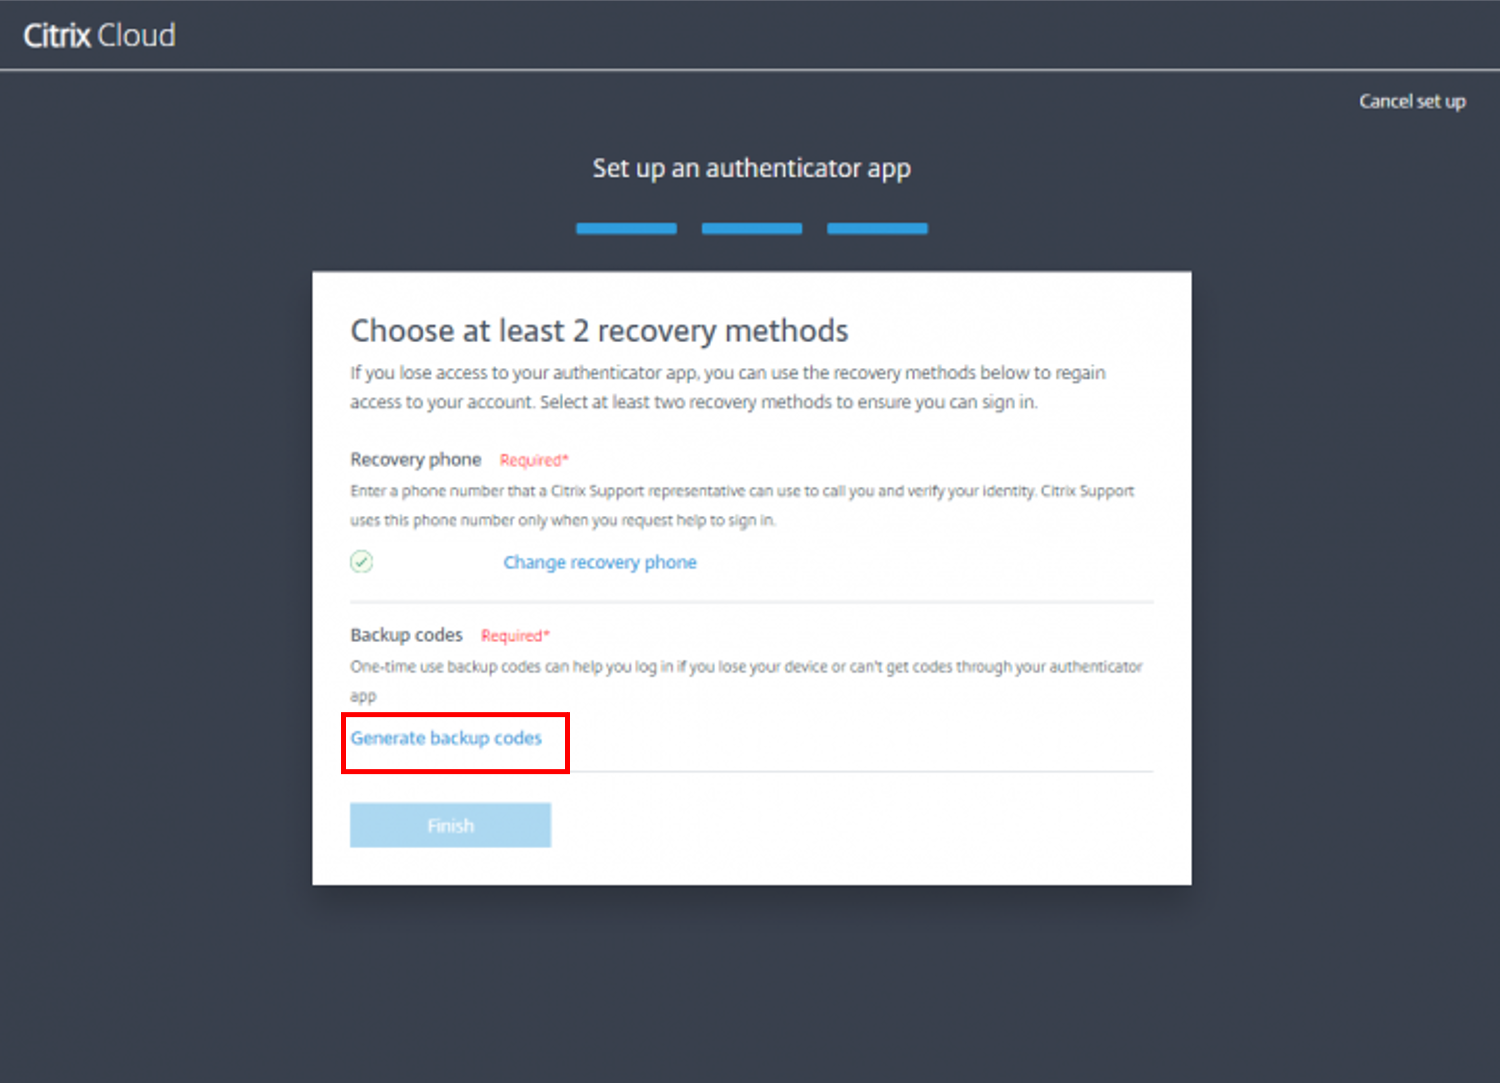 Citrix Cloud
Cancel set up
Set up an authenticator app
Choose at least 2 recovery methods
If you lose access to your authenticator app, you can use the recovery methods below to regain
access to your account. Select at least two recovery methods to ensure you can sign in.
Recovery phone Required*
Enter a phone number that a Citrix Support representative can use to call you and verify your identity. Citrix Support
uses this phone number only when you request help to sign in.
Change recovery phone
Backup codes Required*
One-time use backup codes can help you log in if you lose your device or can't get codes through your authenticator
app
Generate backup codes
Finish